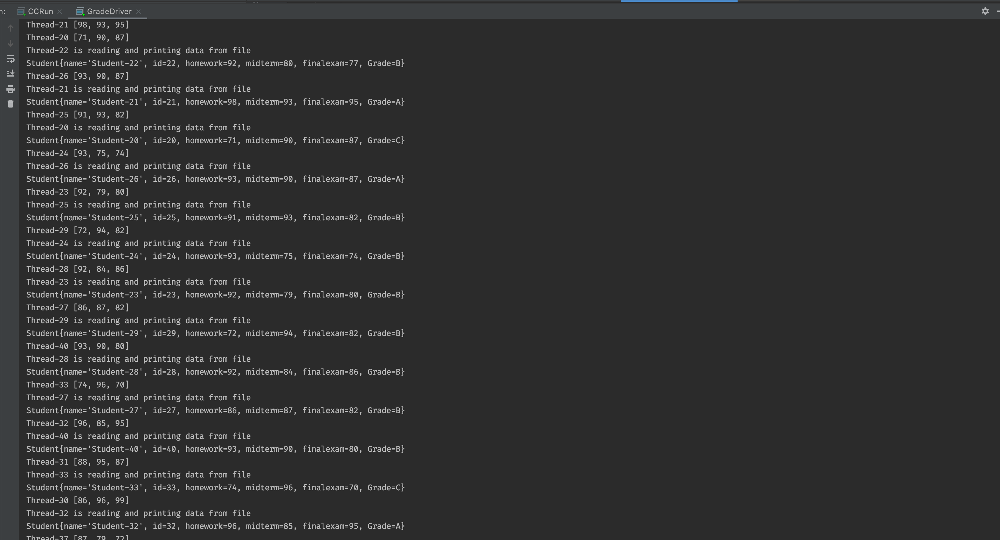 n: CCRun GradeDriver
Thread-21 [98, 93, 95]
Thread-20 [71, 90, 87]
Thread-22 is reading and printing data from file
Student{name='Student-22', id=22, homework=92, midterm=80, finalexam=77, Grade=B}
Thread-26 [93, 90, 87]
Thread-21 is reading and printing data from file
Student{name='Student-21', id=21, homework=98, midterm=93, finalexam=95, Grade=A}
Thread-25 [91, 93, 82]
Thread-20 is reading and printing data from file
Student{name='Student-20', id=20, homework=71, midterm=90, finalexam=87, Grade=C}
Thread-24 [93, 75, 74]
Thread-26 is reading and printing data from file
Student{name='Student-26', id=26, homework=93, midterm=90, finalexam=87, Grade=A}
Thread-23 [92, 79, 80]
Thread-25 is reading and printing data from file
Student{name='Student-25', id=25, homework=91, midterm=93, finalexam=82, Grade=B}
Thread-29 [72, 94, 82]
Thread-24 is reading and printing data from file
Student{name='Student-24', id=24, homework=93, midterm=75, finalexam=74, Grade=B}
Thread-28 [92, 84, 86]
Thread-23 is reading and printing data from file
Student{name='Student-23', id=23, homework=92, midterm=79, finalexam=80, Grade=B}
Thread-27 [86, 87, 82]
Thread-29 is reading and printing data from file
Student{name='Student-29', id=29, homework=72, midterm=94, finalexam=82, Grade=B}
Thread-40 [93, 90, 80]
Thread-28 is reading and printing data from file
Student{name='Student-28', id=28, homework=92, midterm=84, finalexam=86, Grade=B}
Thread-33 [74, 96, 70]
Thread-27 is reading and printing data from file
Student{name='Student-27', id=27, homework=86, midterm=87, finalexam=82, Grade=B}
Thread-32 [96, 85, 95]
Thread-40 is reading and printing data from file
Student{name='Student-40', id=40, homework=93, midterm=90, finalexam=80, Grade=B}
Thread-31 [88, 95, 87]
Thread-33 is reading and printing data from file
Student{name='Student-33', id=33, homework=74, midterm=96, finalexam=70, Grade=C}
Thread-30 [86, 96, 99]
Thread-32 is reading and printing data from file
Student{name='Student-32', id=32, homework=96, midterm=85, finalexam=95, Grade=A}
Thread-37 [87, 79, 72]